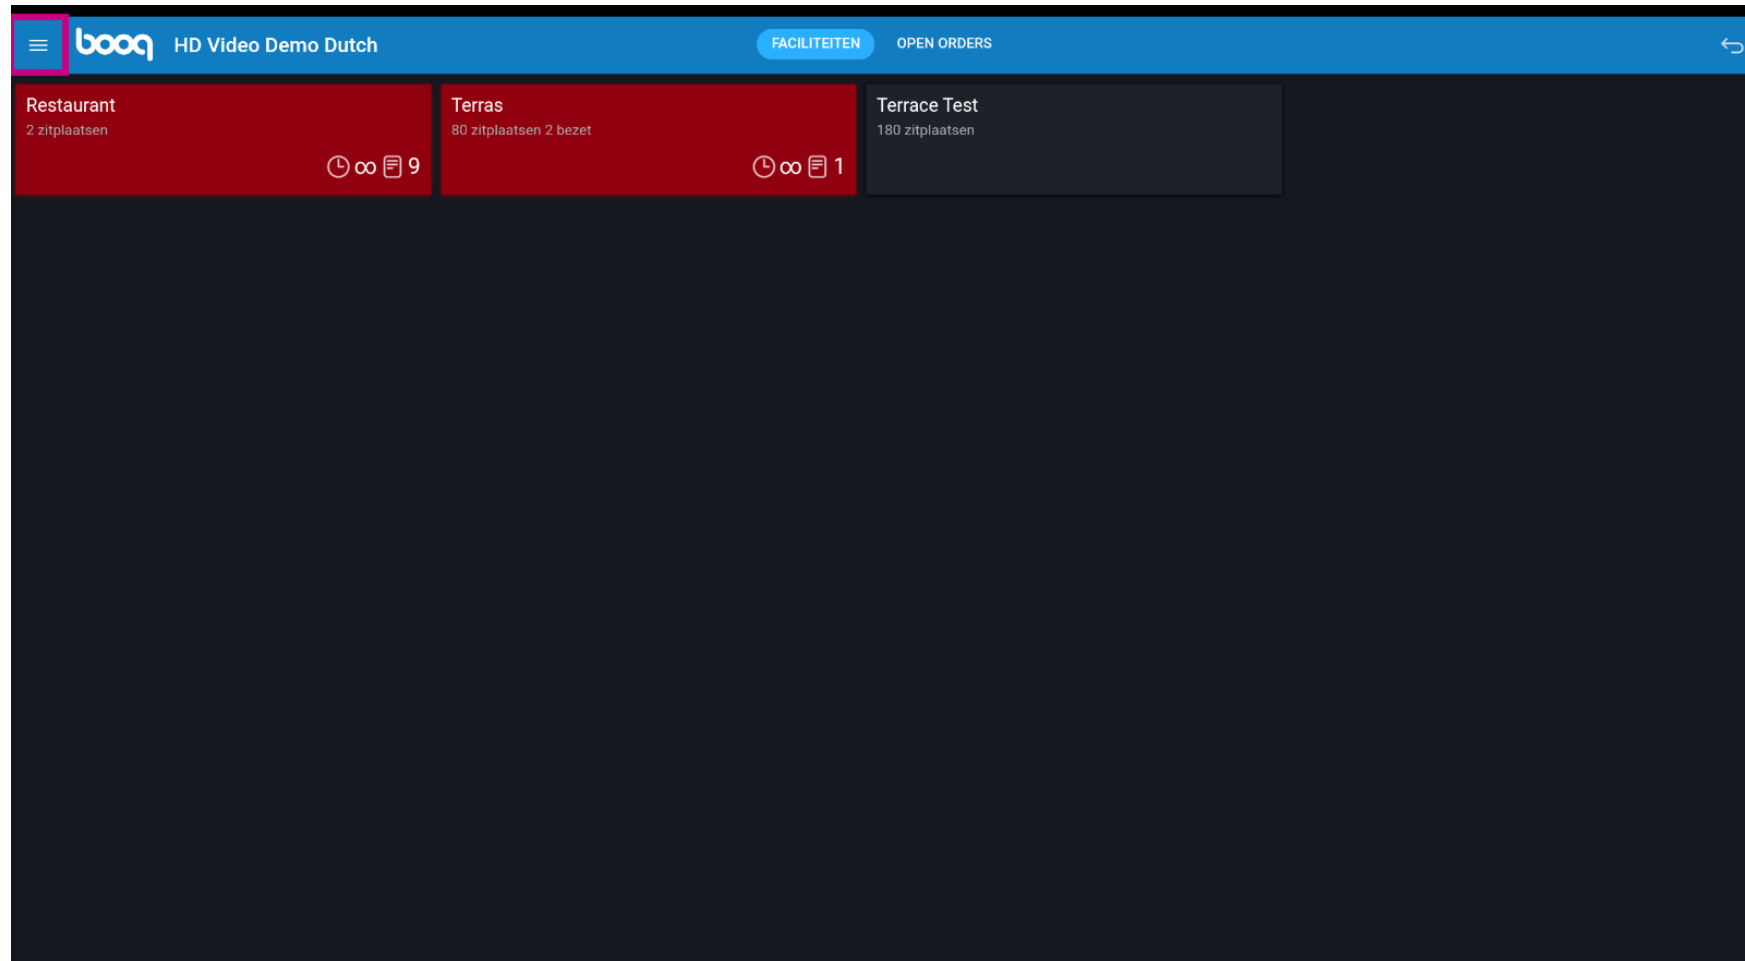 booq HD Video Demo Dutch FACILITEITEN OPEN ORDERS
Restaurant
2 zitplaatsen
∞ 9
Terras
80 zitplaatsen 2 bezet
∞ 1
Terrace Test
180 zitplaatsen